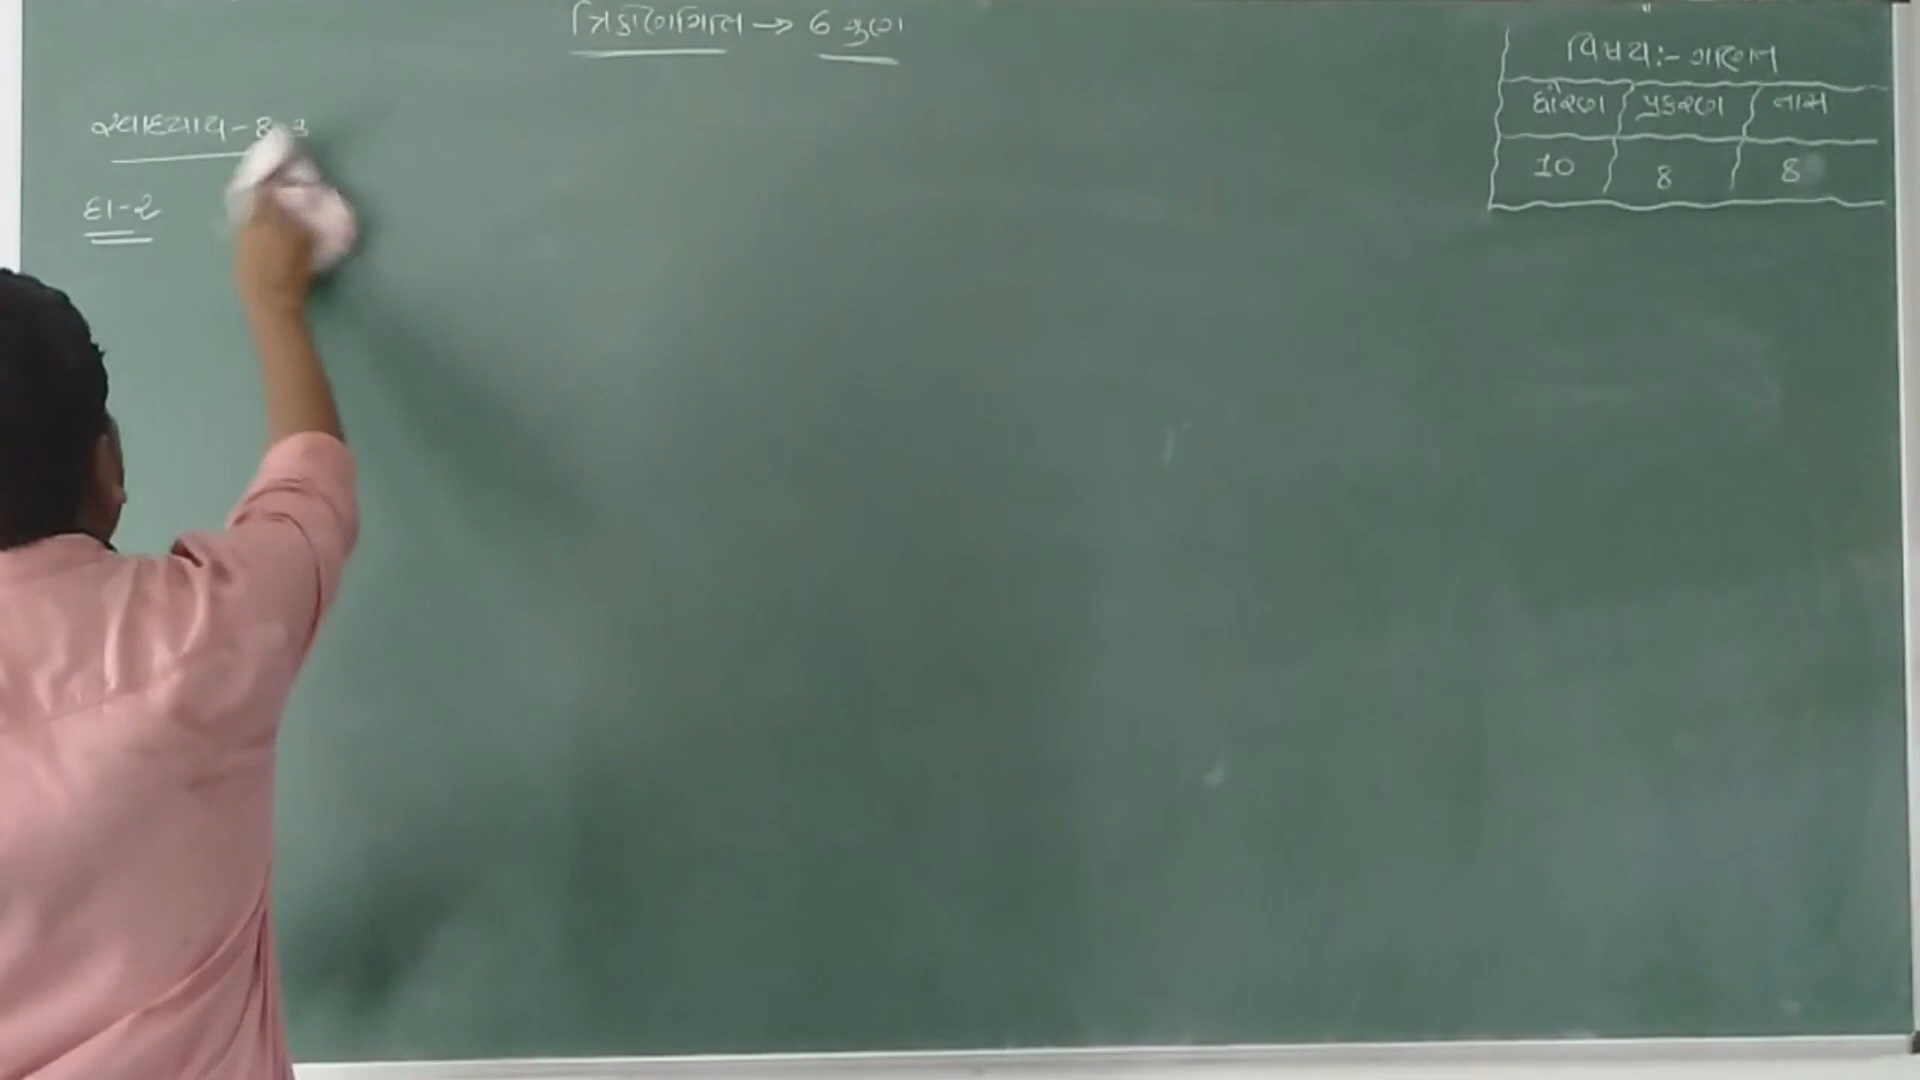 ત્રિકોણમિતિ → 6 ગુણ
વિષય:- ગણિત
ધોરણ પ્રકરણ ભાગ
10 8 8
સ્વાધ્યાય - 8.3
દા-2